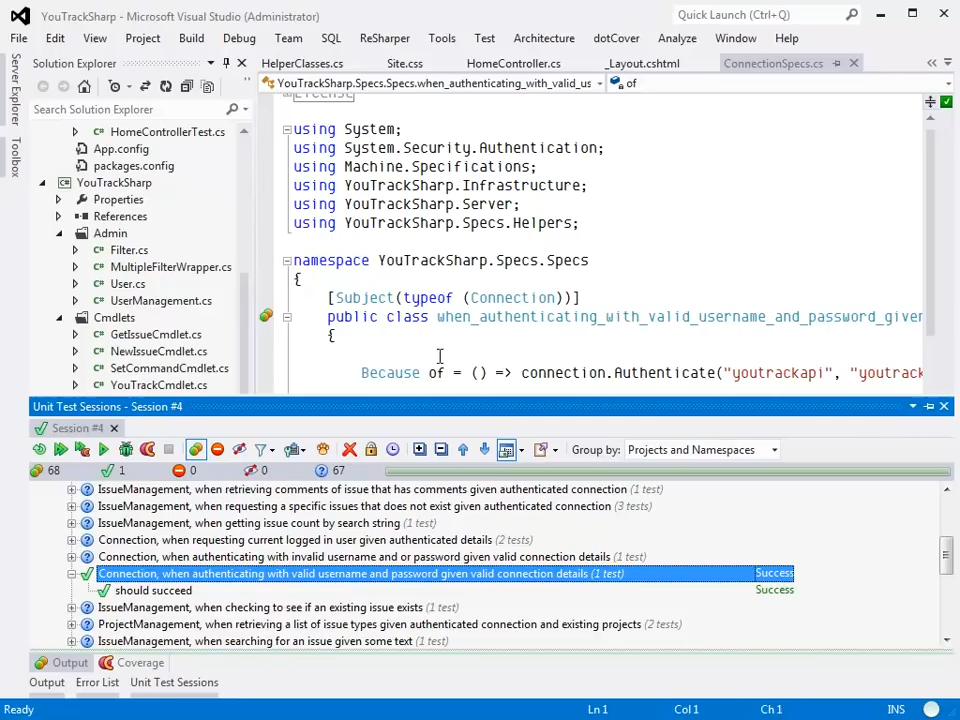 YouTrackSharp - Microsoft Visual Studio (Administrator)
Quick Launch (Ctrl+Q)
File Edit View Project Build Debug Team SQL ReSharper Tools Test Architecture dotCover Analyze Window Help
Server Explorer
Toolbox
Solution Explorer
Search Solution Explorer
HomeControllerTest.cs
App.config
packages.config
YouTrackSharp
Properties
References
Admin
Filter.cs
MultipleFilterWrapper.cs
User.cs
UserManagement.cs
Cmdlets
GetIssueCmdlet.cs
NewIssueCmdlet.cs
SetCommandCmdlet.cs
YouTrackCmdlet.cs
HelperClasses.cs Site.css HomeController.cs _Layout.cshtml ConnectionSpecs.cs
YouTrackSharp.Specs.Specs.when_authenticating_with_valid_us of
License
using System;
using System.Security.Authentication;
using Machine.Specifications;
using YouTrackSharp.Infrastructure;
using YouTrackSharp.Server;
using YouTrackSharp.Specs.Helpers;
namespace YouTrackSharp.Specs.Specs
{
[Subject(typeof (Connection))]
public class when_authenticating_with_valid_username_and_password_given
{
Because of = () => connection.Authenticate("youtrackapi", "youtrack
Unit Test Sessions - Session #4
Session #4
Group by: Projects and Namespaces
68 1 0 0 67
IssueManagement, when retrieving comments of issue that has comments given authenticated connection (1 test)
IssueManagement, when requesting a specific issues that does not exist given authenticated connection (3 tests)
IssueManagement, when getting issue count by search string (1 test)
Connection, when requesting current logged in user given authenticated details (2 tests)
Connection, when authenticating with invalid username and or password given valid connection details (1 test)
Connection, when authenticating with valid username and password given valid connection details (1 test) Success
should succeed Success
IssueManagement, when checking to see if an existing issue exists (1 test)
ProjectManagement, when retrieving a list of issue types given authenticated connection and existing projects (2 tests)
IssueManagement, when searching for an issue given some text (1 test)
Output Coverage
Output Error List Unit Test Sessions
Ready Ln 1 Col 1 Ch 1 INS